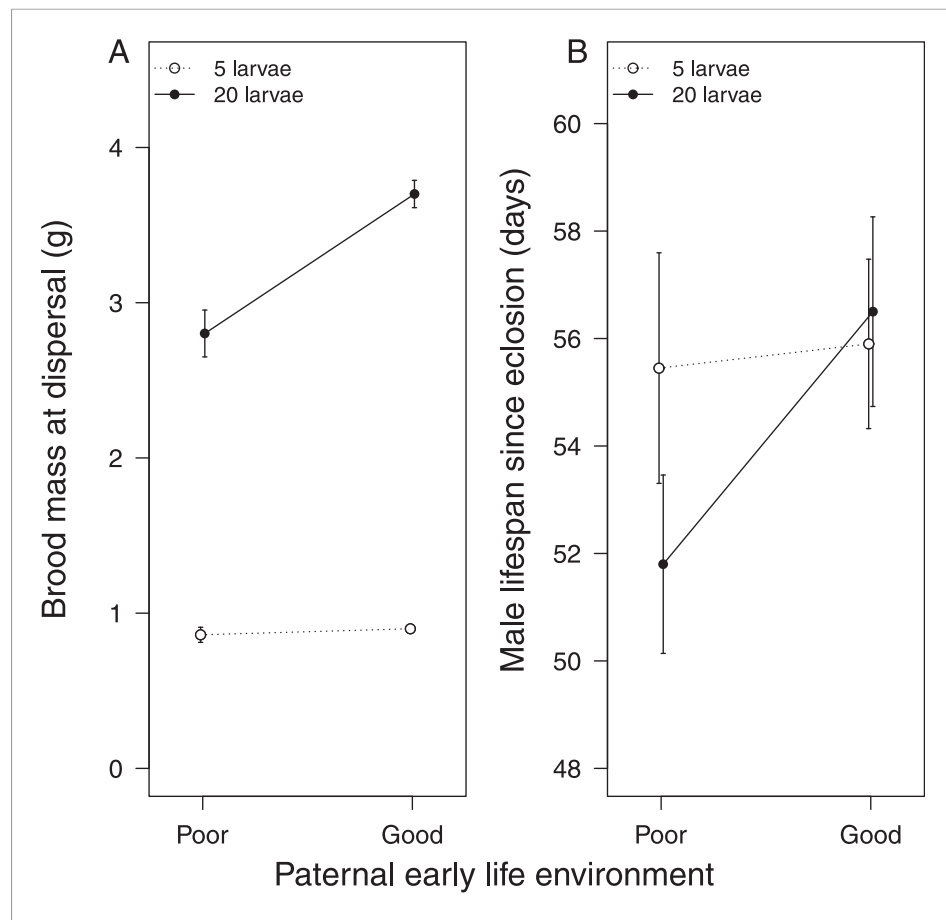 A
5 larvae
20 larvae
4
3
2
1
0
Brood mass at dispersal (g)
Poor
Good
B
5 larvae
20 larvae
60
58
56
54
52
50
48
Male lifespan since eclosion (days)
Poor
Good
Paternal early life environment